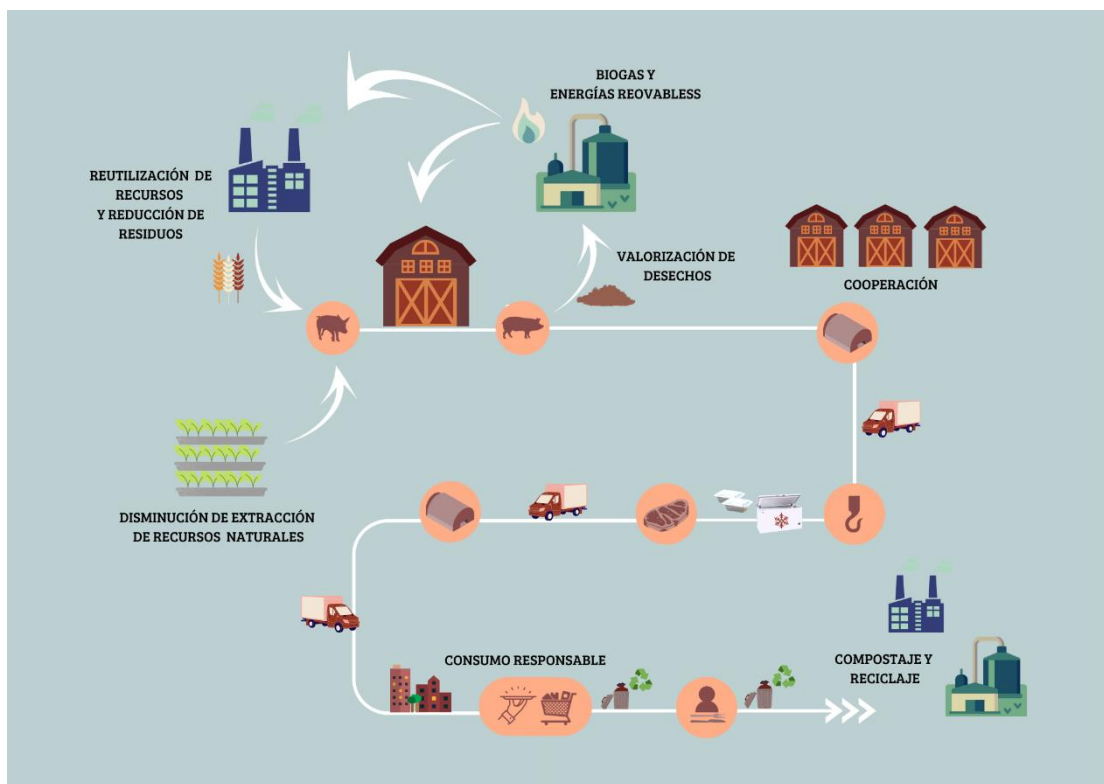 BIOGAS Y
ENERGÍAS REOVABLESS
REUTILIZACIÓN DE
RECURSOS
Y REDUCCIÓN DE
RESIDUOS
VALORIZACIÓN DE
DESECHOS
COOPERACIÓN
DISMINUCIÓN DE EXTRACCIÓN
DE RECURSOS NATURALES
CONSUMO RESPONSABLE
COMPOSTAJE Y
RECICLAJE